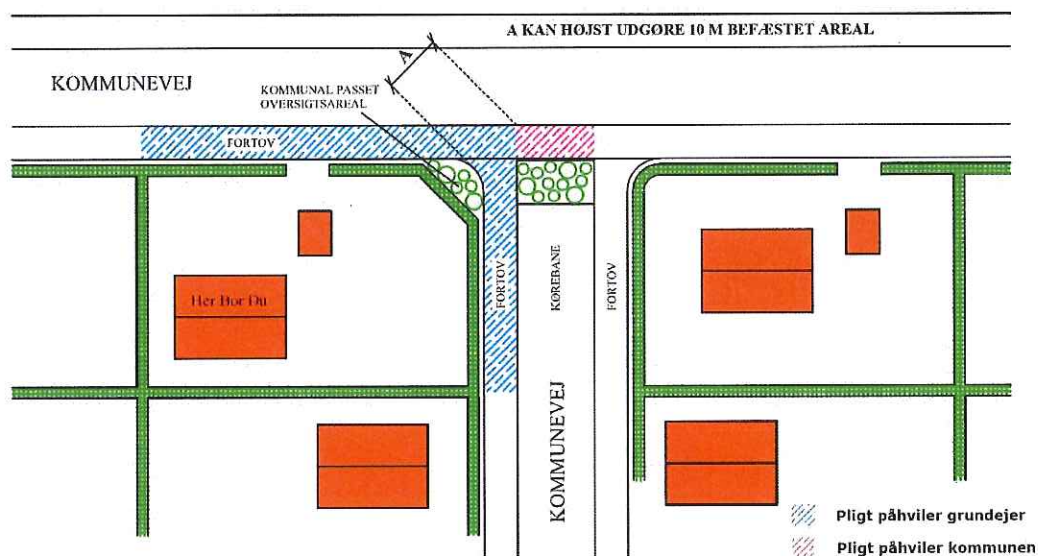 A KAN HØJST UDGØRE 10 M BEFÆSTET AREAL
A
KOMMUNEVEJ
KOMMUNAL PASSET
OVERSIGTSAREAL
FORTOV
FORTOV
KØREBANE
FORTOV
Her Bor Du
KOMMUNEVEJ
Pligt påhviler grundejer
Pligt påhviler kommunen